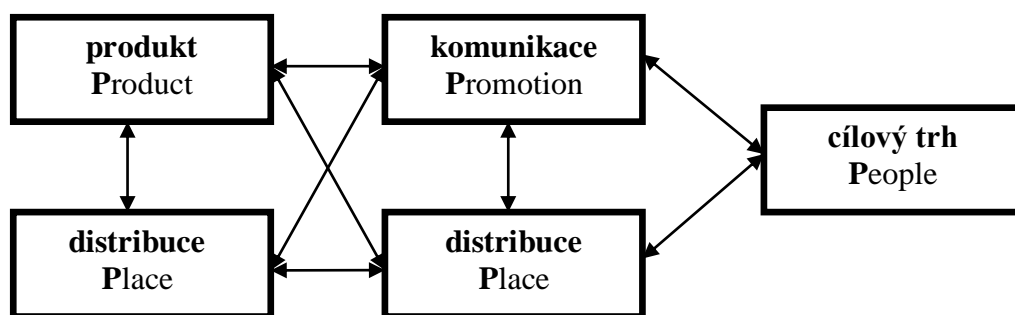 produkt
Product
komunikace
Promotion
cílový trh
People
distribuce
Place
distribuce
Place